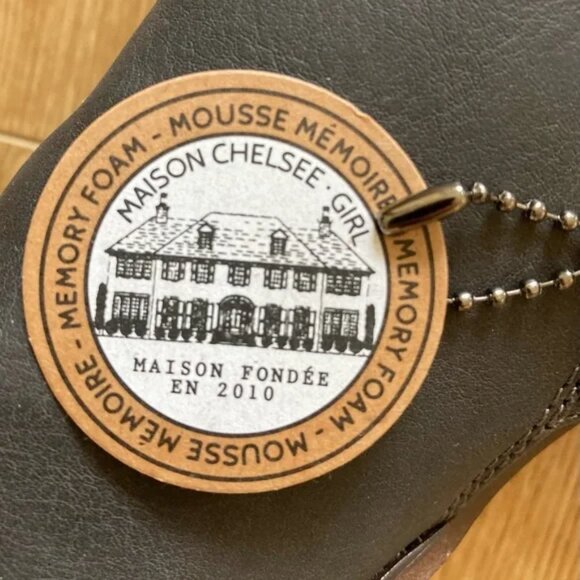 MEMORY FOAM - MOUSSE MÉMOIRE - MEMORY FOAM - MOUSSE MÉMOIRE -
MAISON CHELSEE · GIRL
MAISON FONDÉE
EN 2010